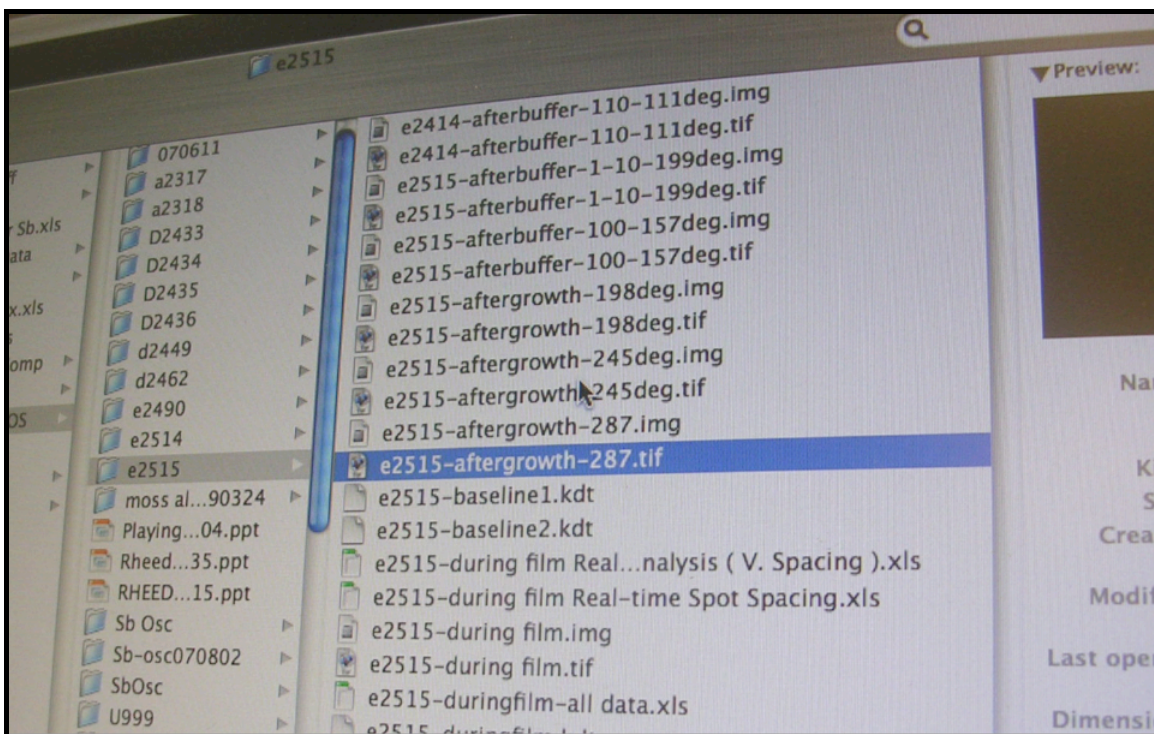 e2515
Preview:
Sb.xls
ata
x.xls
omp
OS
070611
a2317
a2318
D2433
D2434
D2435
D2436
d2449
d2462
e2490
e2514
e2515
moss al...90324
Playing...04.ppt
Rheed...35.ppt
RHEED...15.ppt
Sb Osc
Sb-osc070802
SbOsc
U999
e2414-afterbuffer-110-111deg.img
e2414-afterbuffer-110-111deg.tif
e2515-afterbuffer-1-10-199deg.img
e2515-afterbuffer-1-10-199deg.tif
e2515-afterbuffer-100-157deg.img
e2515-afterbuffer-100-157deg.tif
e2515-aftergrowth-198deg.img
e2515-aftergrowth-198deg.tif
e2515-aftergrowth-245deg.img
e2515-aftergrowth-245deg.tif
e2515-aftergrowth-287.img
e2515-aftergrowth-287.tif
e2515-baseline1.kdt
e2515-baseline2.kdt
e2515-during film Real...nalysis ( V. Spacing ).xls
e2515-during film Real-time Spot Spacing.xls
e2515-during film.img
e2515-during film.tif
e2515-duringfilm-all data.xls
Na
K
S
Crea
Modif
Last oper
Dimensi